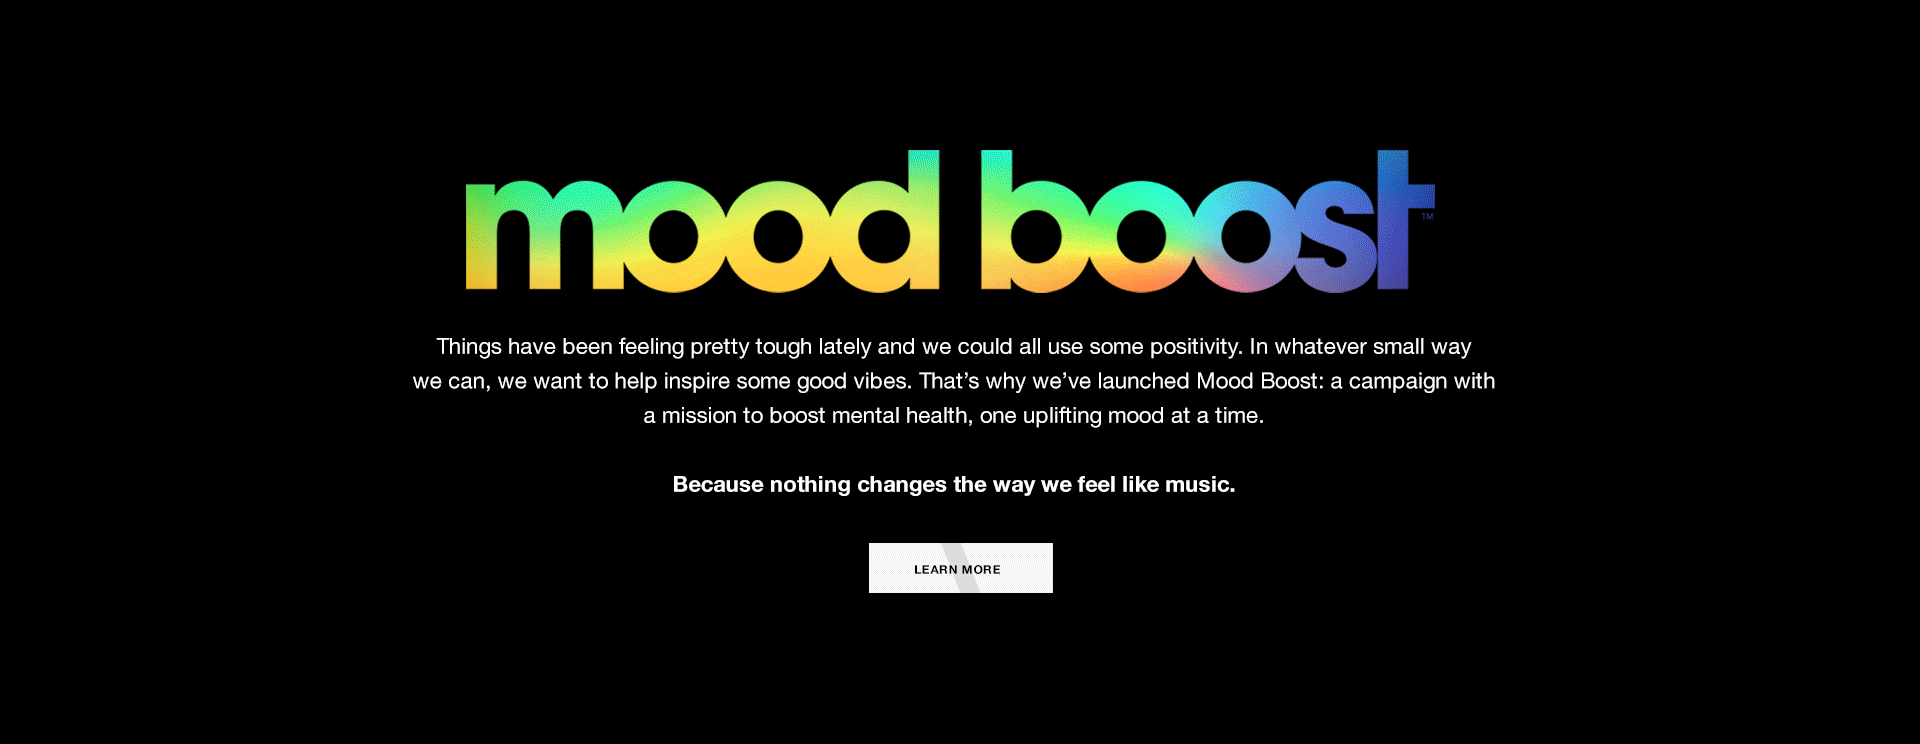 mood boost™
Things have been feeling pretty tough lately and we could all use some positivity. In whatever small way
we can, we want to help inspire some good vibes. That’s why we’ve launched Mood Boost: a campaign with
a mission to boost mental health, one uplifting mood at a time.
Because nothing changes the way we feel like music.
LEARN MORE